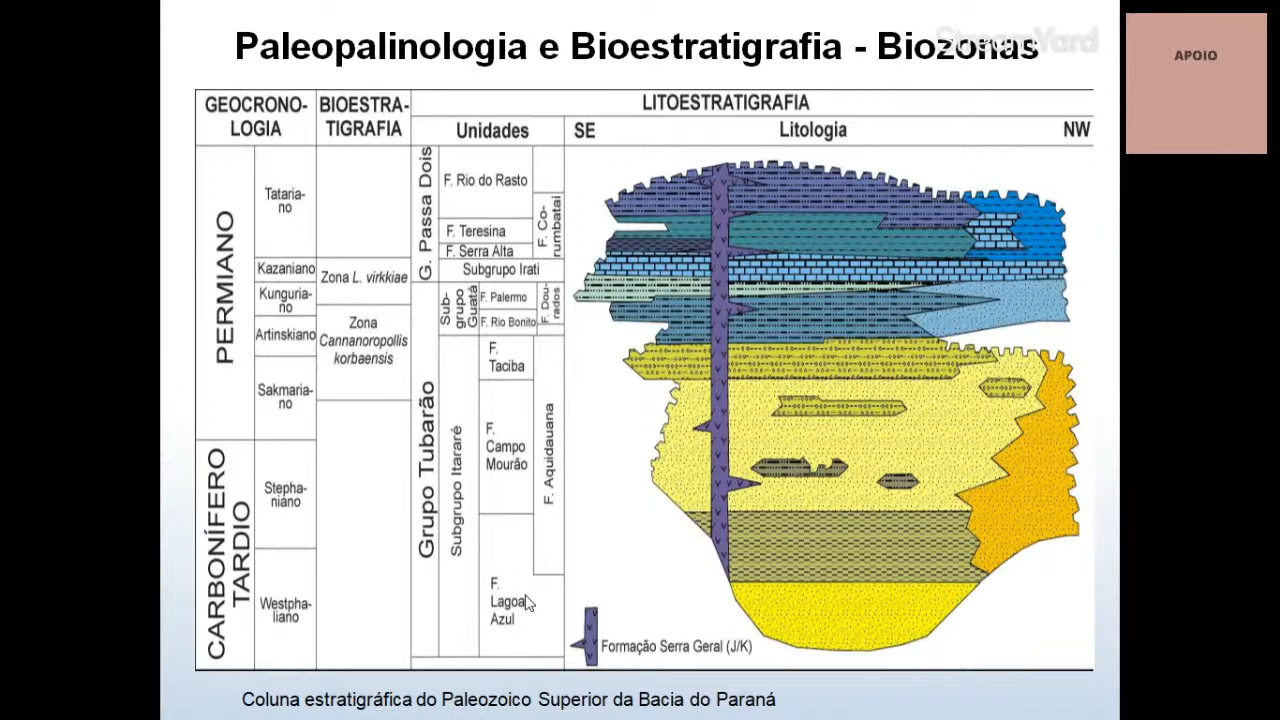 Paleopalinologia e Bioestratigrafia - Biozonas
StreamYard
APOIO
GEOCRONO-
LOGIA
BIOESTRA-
TIGRAFIA
LITOESTRATIGRAFIA
Unidades
SE
Litologia
NW
PERMIANO
CARBONÍFERO
TARDIO
Tataria-
no
Kazaniano
Kunguria-
no
Artinskiano
Sakmaria-
no
Stepha-
niano
Westpha-
liano
Zona L. virkkiae
Zona
Cannanoropollis
korbaensis
G. Passa Dois
F. Rio do Rasto
F. Teresina
F. Serra Alta
F. Co-
rumbataí
Subgrupo Irati
Grupo Tubarão
Sub-
grupo
Guatá
F. Palermo
F. Rio Bonito
F. Dou-
rados
Subgrupo Itararé
F.
Taciba
F.
Campo
Mourão
F.
Lagoa
Azul
F. Aquidauana
Formação Serra Geral (J/K)
Coluna estratigráfica do Paleozoico Superior da Bacia do Paraná